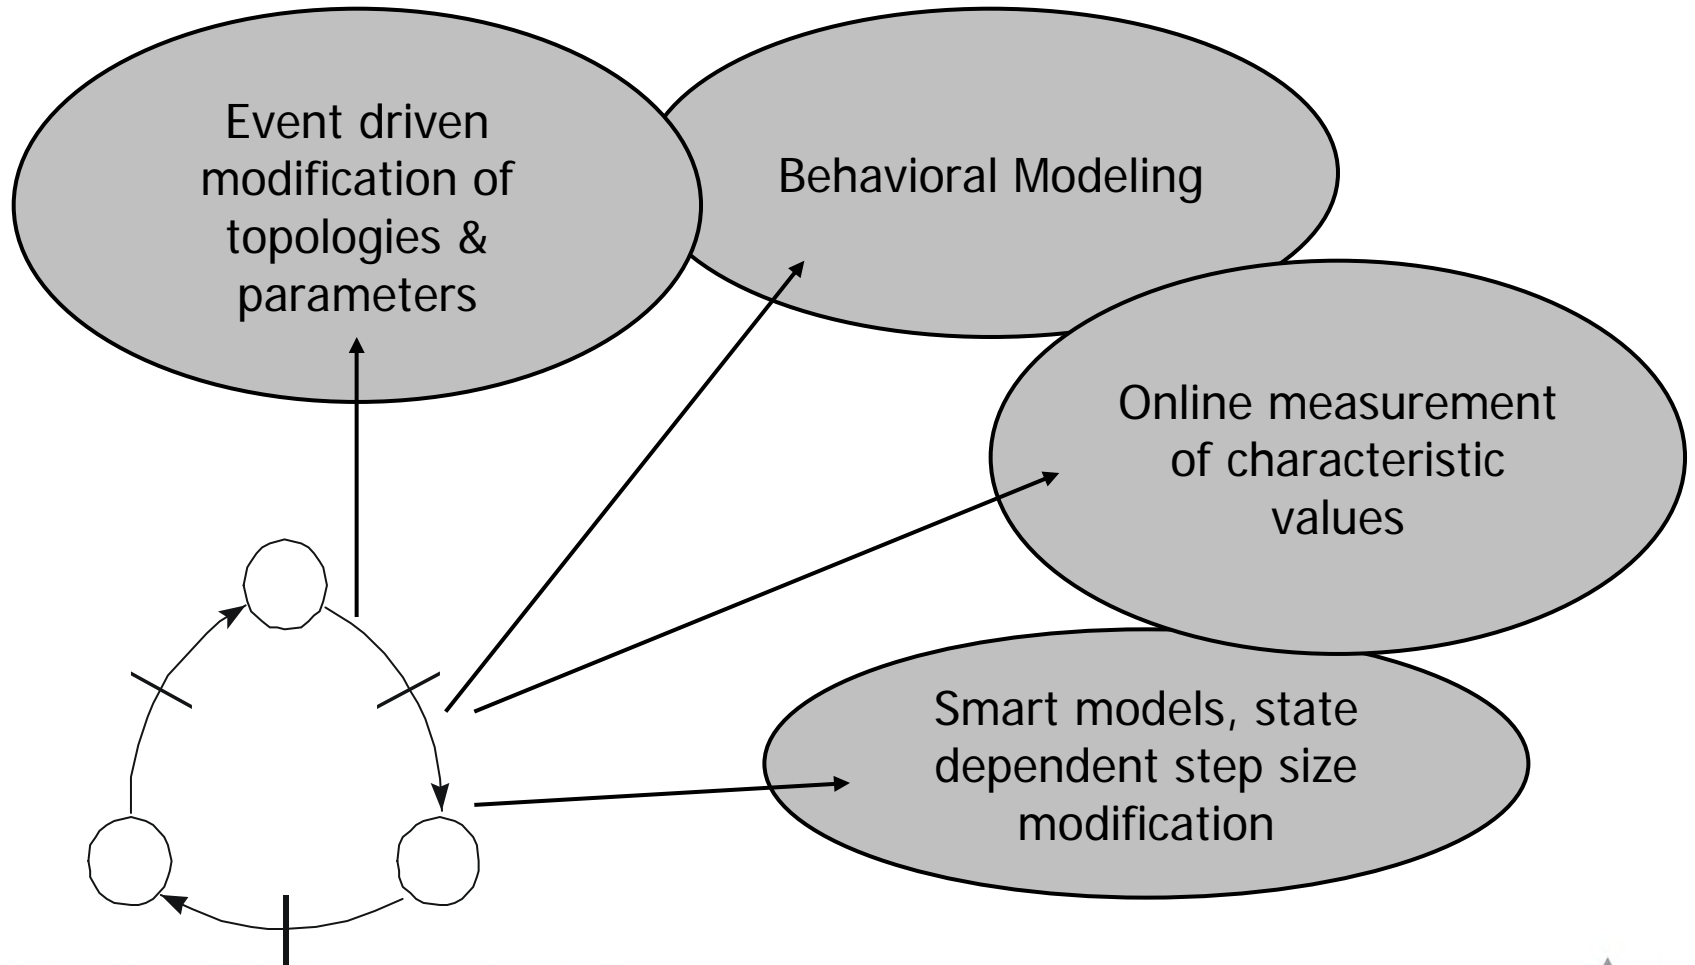 Event driven
modification of
topologies &
parameters
Behavioral Modeling
Online measurement
of characteristic
values
Smart models, state
dependent step size
modification